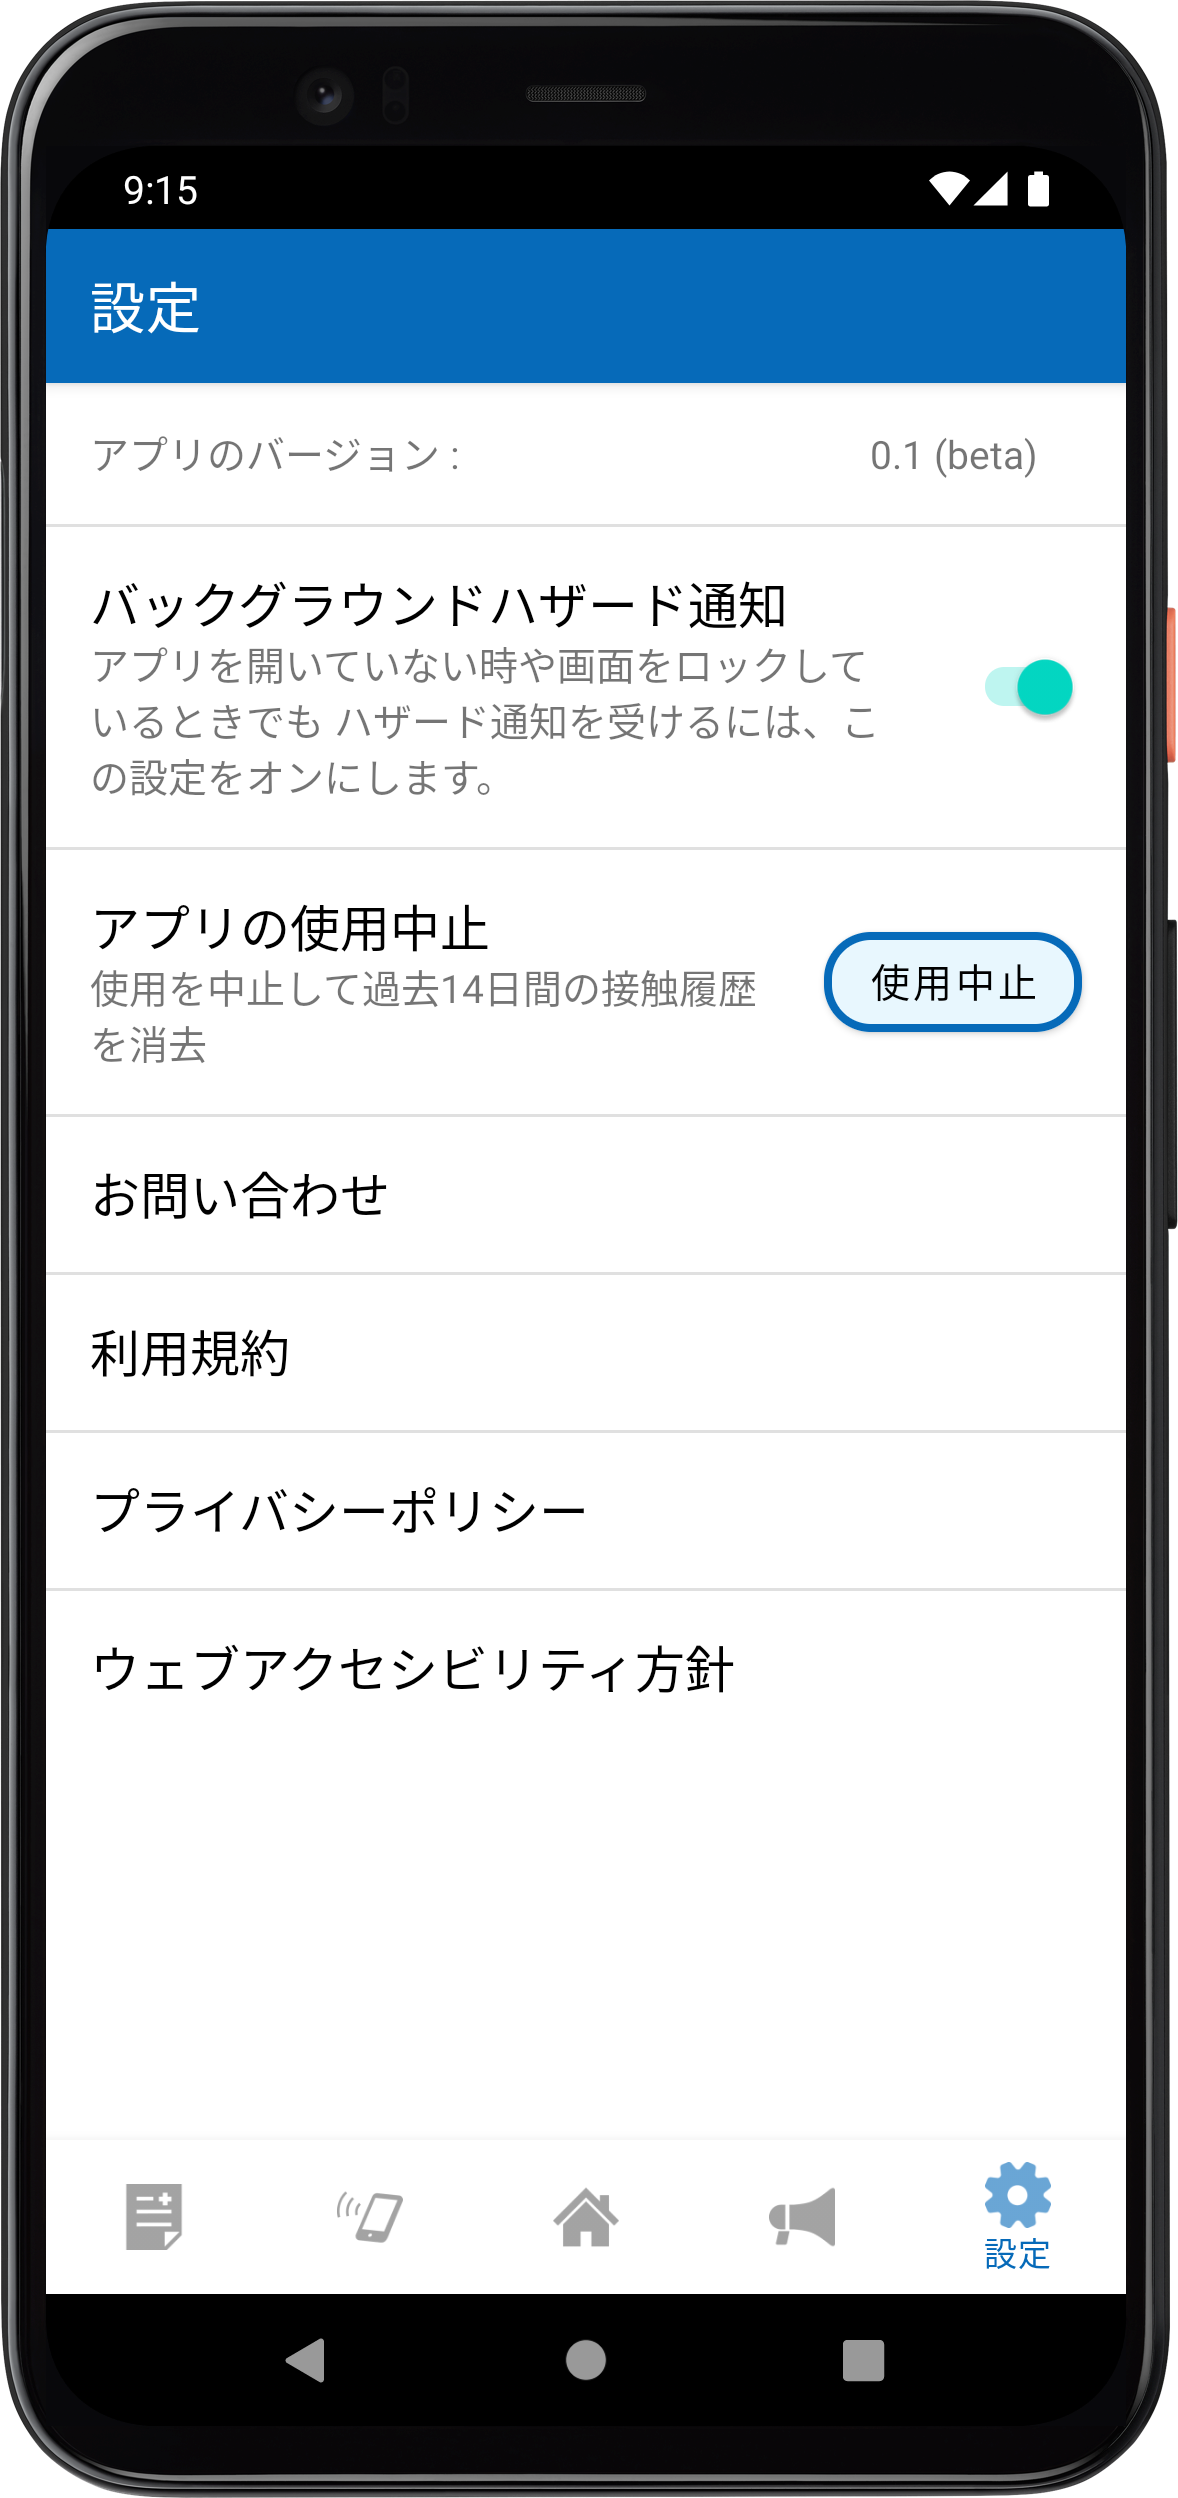 9:15
設定
アプリのバージョン : 0.1 (beta)
バックグラウンドハザード通知
アプリを開いていない時や画面をロックして
いるときでも ハザード通知を受けるには、こ
の設定をオンにします。
アプリの使用中止
使用を中止して過去14日間の接触履歴
を消去
使用中止
お問い合わせ
利用規約
プライバシーポリシー
ウェブアクセシビリティ方針
設定